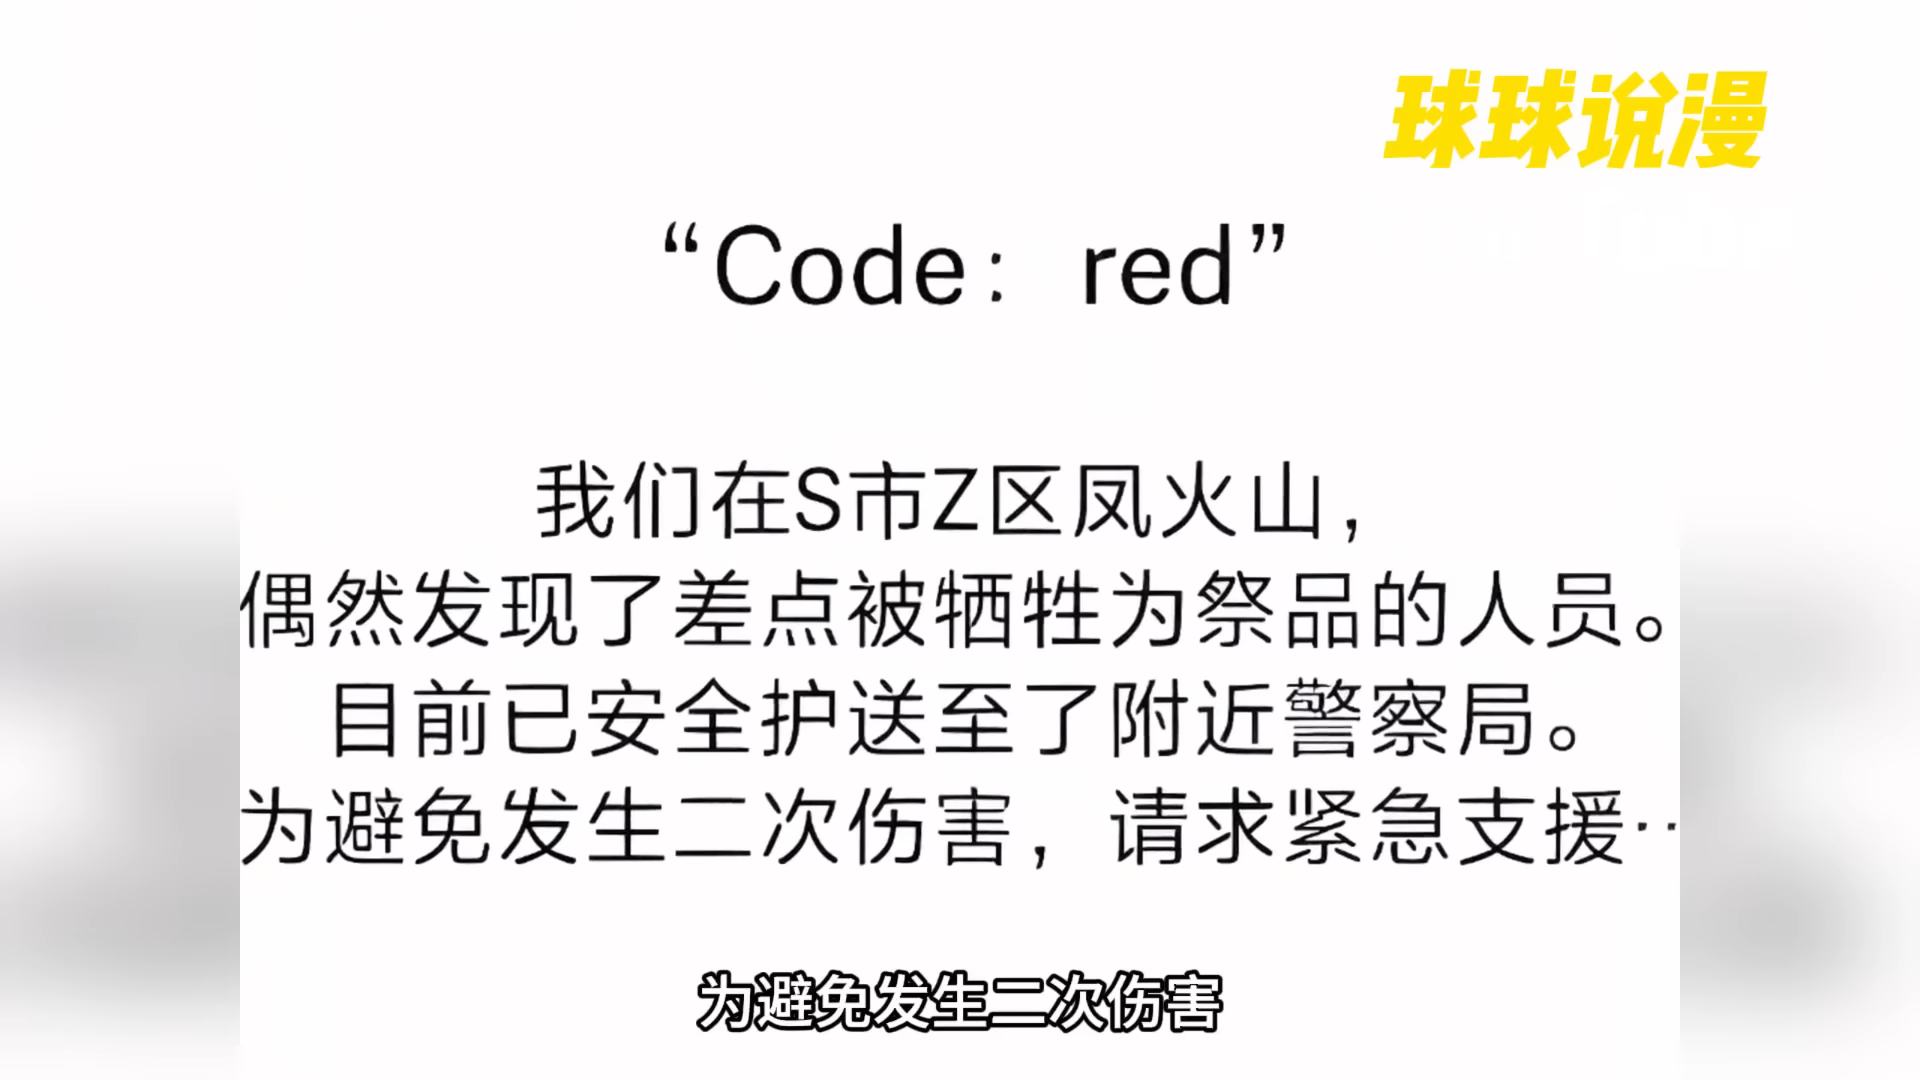 球球说漫
“Code：red”
我们在S市Z区凤火山，
偶然发现了差点被牺牲为祭品的人员。
目前已安全护送至了附近警察局。
为避免发生二次伤害，请求紧急支援··
为避免发生二次伤害